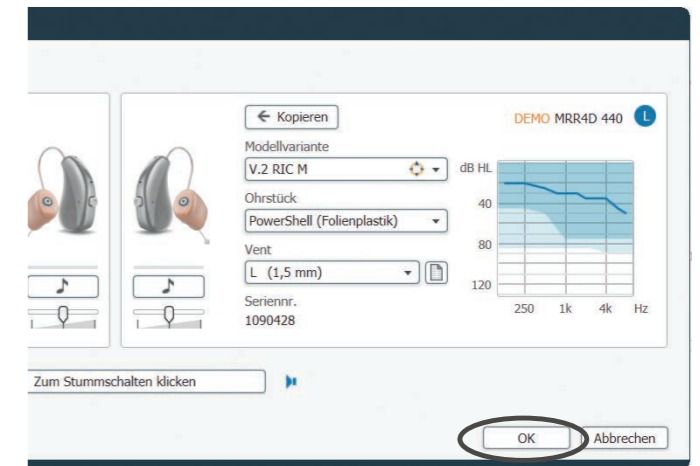 ← Kopieren
DEMO MRR4D 440 L
Modellvariante
V.2 RIC M
Ohrstück
PowerShell (Folienplastik)
Vent
L (1,5 mm)
Seriennr.
1090428
dB HL
40
80
120
250 1k 4k Hz
Zum Stummschalten klicken
OK Abbrechen